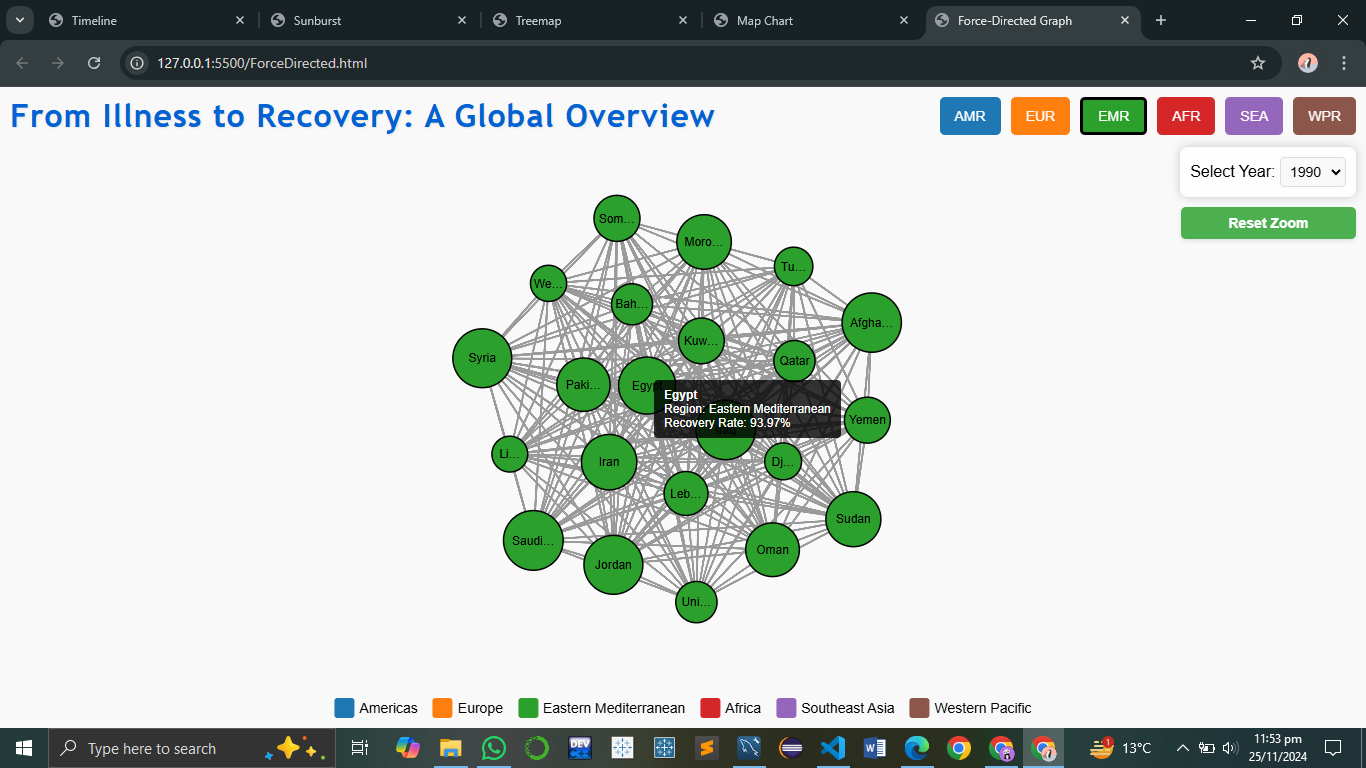 Timeline
Sunburst
Treemap
Map Chart
Force-Directed Graph
127.0.0.1:5500/ForceDirected.html
From Illness to Recovery: A Global Overview
AMR EUR EMR AFR SEA WPR
Select Year: 1990
Reset Zoom
Som...
Moro...
Tu...
We...
Bah...
Afgha...
Kuw...
Syria
Qatar
Paki...
Egypt
Egypt
Region: Eastern Mediterranean
Recovery Rate: 93.97%
Yemen
Li...
Iran
Dj...
Leb...
Sudan
Saudi...
Oman
Jordan
Uni...
Americas Europe Eastern Mediterranean Africa Southeast Asia Western Pacific
Type here to search
DEV
1
13°C
11:53 pm
25/11/2024